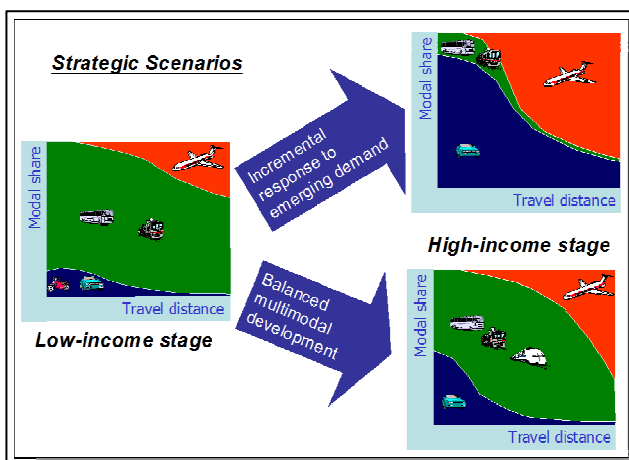 Strategic Scenarios
Modal share
Travel distance
Low-income stage
Incremental
response to
emerging demand
Balanced
multimodal
development
Modal share
Travel distance
High-income stage
Modal share
Travel distance